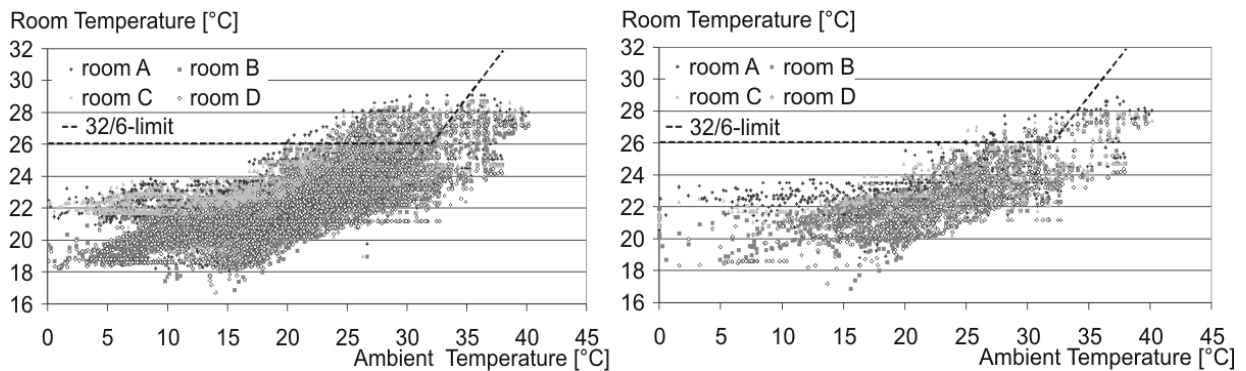 Room Temperature [°C]
32
30
28
26
24
22
20
18
16
room A room B
room C room D
32/6-limit
0 5 10 15 20 25 30 35 40 45
Ambient Temperature [°C]
Room Temperature [°C]
32
30
28
26
24
22
20
18
16
room A room B
room C room D
32/6-limit
0 5 10 15 20 25 30 35 40 45
Ambient Temperature [°C]